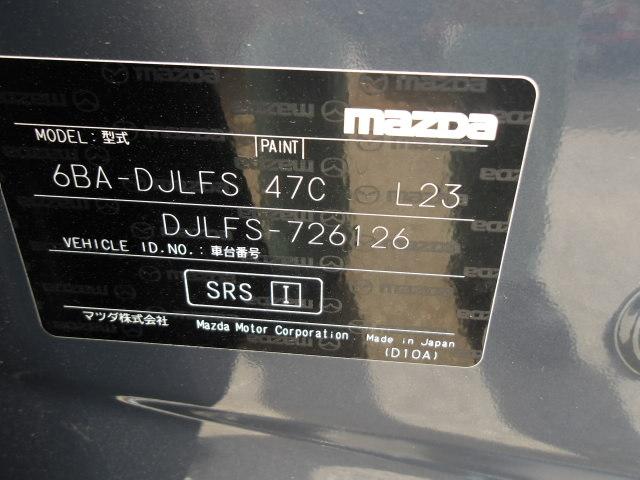 mazda
MODEL : 型式 PAINT
6BA-DJLFS 47C L23
DJLFS-726126
VEHICLE ID.NO.: 車台番号
SRS I
マツダ株式会社 Mazda Motor Corporation Made in Japan
(D10A)